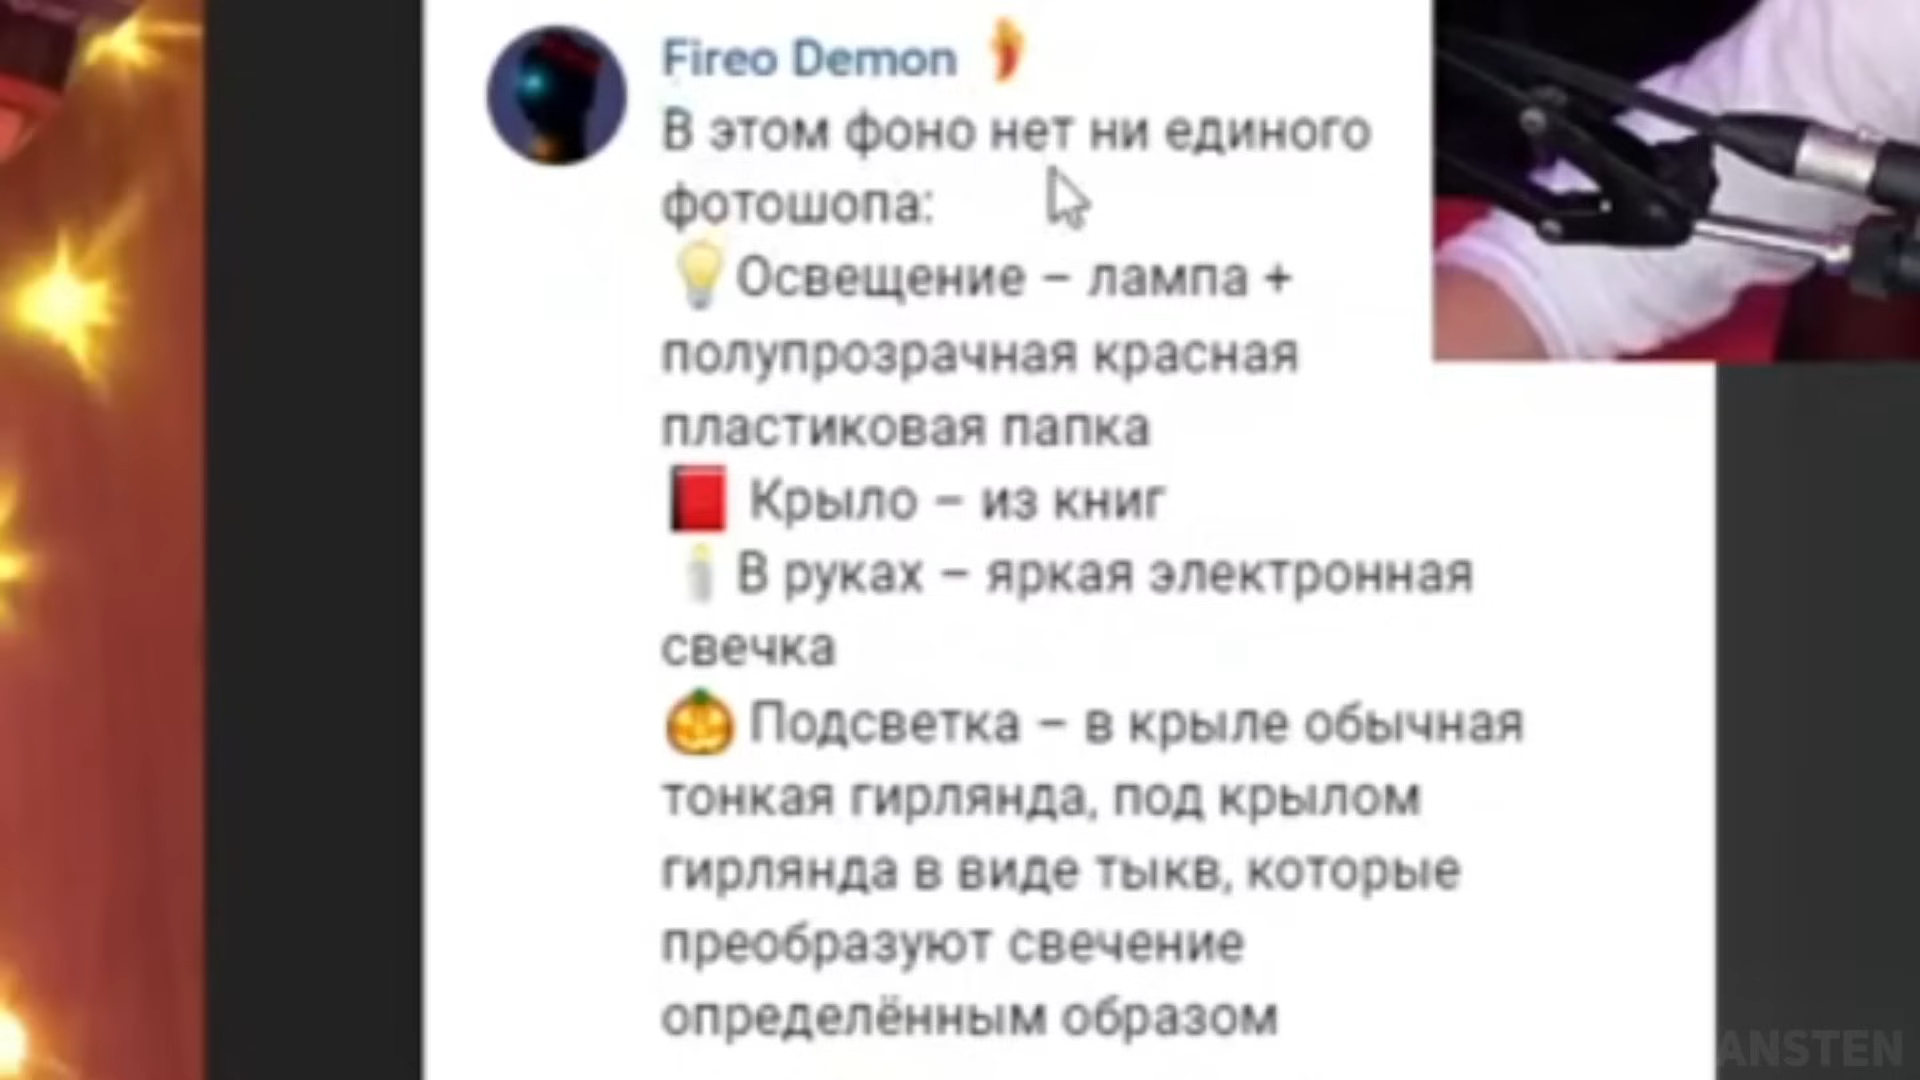 Fireo Demon
В этом фоно нет ни единого
фотошопа:
💡Освещение – лампа +
полупрозрачная красная
пластиковая папка
📕 Крыло – из книг
🕯В руках – яркая электронная
свечка
🎃 Подсветка – в крыле обычная
тонкая гирлянда, под крылом
гирлянда в виде тыкв, которые
преобразуют свечение
определённым образом
ANSTEN